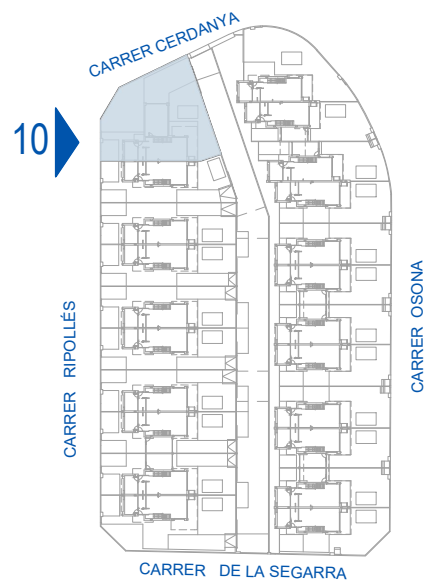 CARRER CERDANYA
10
CARRER RIPOLLÉS
CARRER OSONA
CARRER DE LA SEGARRA